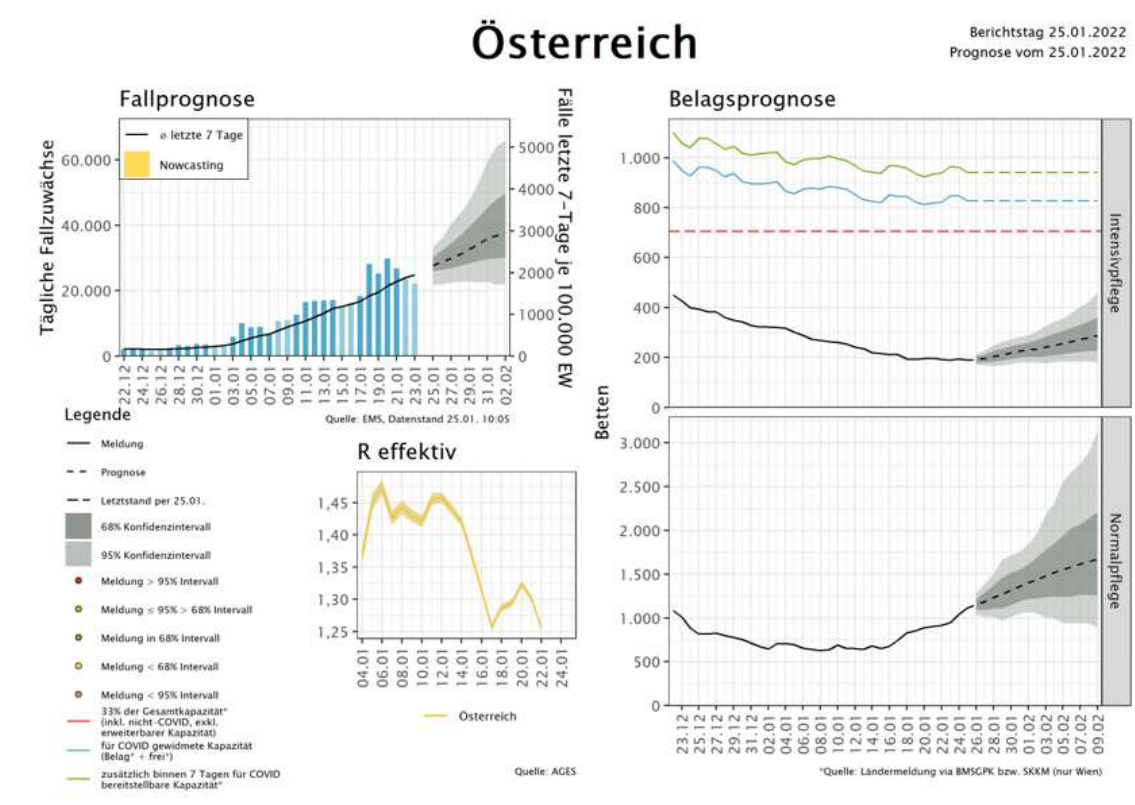 Österreich
Berichtstag 25.01.2022
Prognose vom 25.01.2022
Fallprognose
Tägliche Fallzuwächse
Fälle letzte 7-Tage je 100.000 EW
ø letzte 7 Tage
Nowcasting
60.000
40.000
20.000
0
5000
4000
3000
2000
1000
0
22.12
24.12
26.12
28.12
30.12
01.01
03.01
05.01
07.01
09.01
11.01
13.01
15.01
17.01
19.01
21.01
23.01
25.01
27.01
29.01
31.01
02.02
Quelle: EMS, Datenstand 25.01. 10:05
Legende
Meldung
Prognose
Letztstand per 25.01.
68% Konfidenzintervall
95% Konfidenzintervall
Meldung > 95% Intervall
Meldung ≤ 95% > 68% Intervall
Meldung in 68% Intervall
Meldung < 68% Intervall
Meldung < 95% Intervall
33% der Gesamtkapazität*
(inkl. nicht-COVID, exkl.
erweiterbarer Kapazität)
für COVID gewidmete Kapazität
(Belag* + frei*)
zusätzlich binnen 7 Tagen für COVID
bereitstellbare Kapazität*
R effektiv
1,45
1,40
1,35
1,30
1,25
04.01
06.01
08.01
10.01
12.01
14.01
16.01
18.01
20.01
22.01
24.01
Österreich
Quelle: AGES
Belagsprognose
Betten
1.000
800
600
400
200
0
Intensivpflege
3.000
2.500
2.000
1.500
1.000
500
0
Normalpflege
23.12
25.12
27.12
29.12
31.12
02.01
04.01
06.01
08.01
10.01
12.01
14.01
16.01
18.01
20.01
22.01
24.01
26.01
28.01
30.01
01.02
03.02
05.02
07.02
09.02
*Quelle: Ländermeldung via BMSGPK bzw. SKKM (nur Wien)